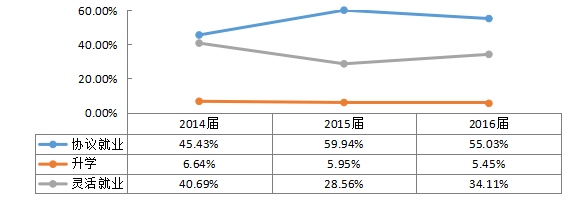 60.00%
40.00%
20.00%
0.00%
2014届 2015届 2016届
协议就业 45.43% 59.94% 55.03%
升学 6.64% 5.95% 5.45%
灵活就业 40.69% 28.56% 34.11%